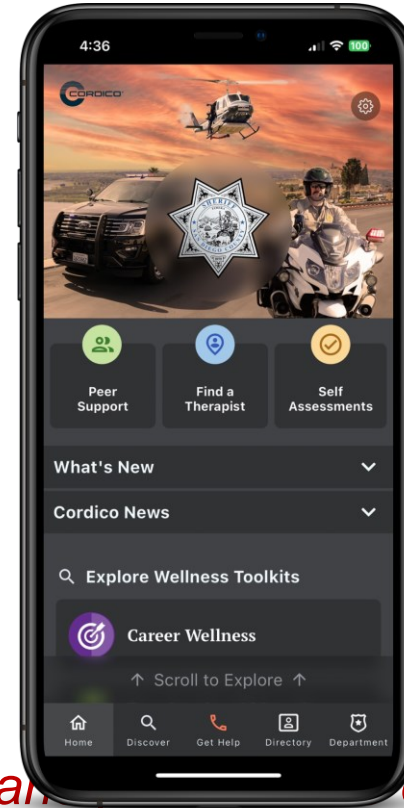 4:36
100
CORDICO
SHERIFF
Peer Support
Find a Therapist
Self Assessments
What's New
Cordico News
Explore Wellness Toolkits
Career Wellness
↑ Scroll to Explore ↑
Home
Discover
Get Help
Directory
Department